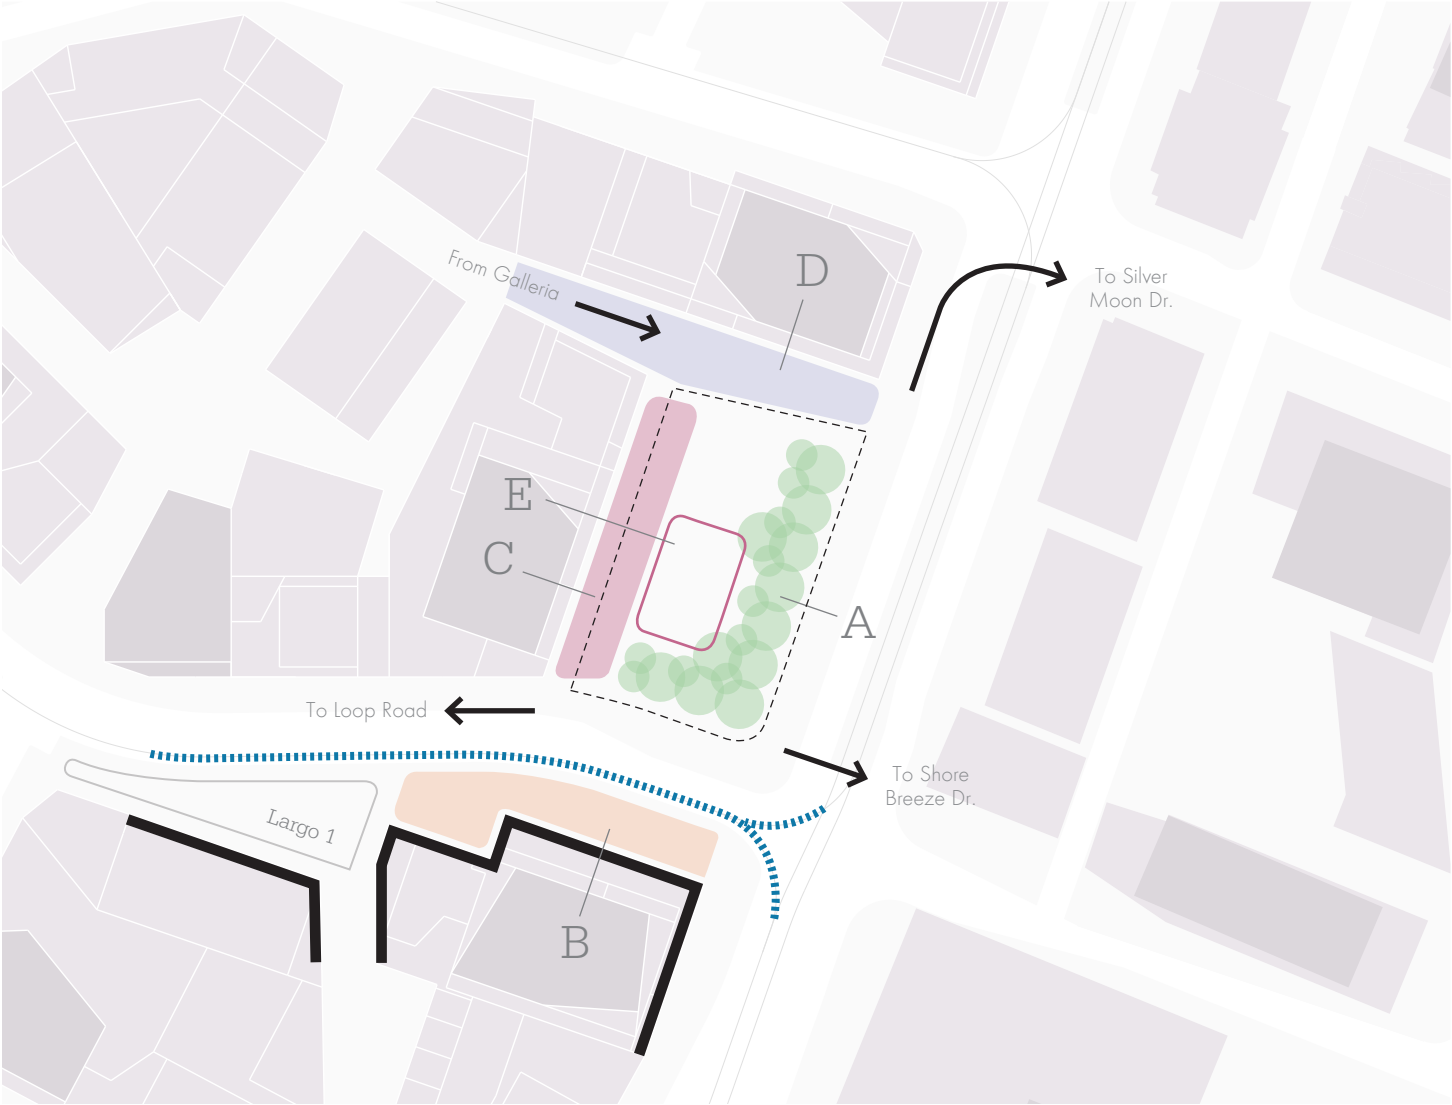 From Galleria
D
To Silver
Moon Dr.
E
C
A
To Loop Road
To Shore
Breeze Dr.
Largo 1
B